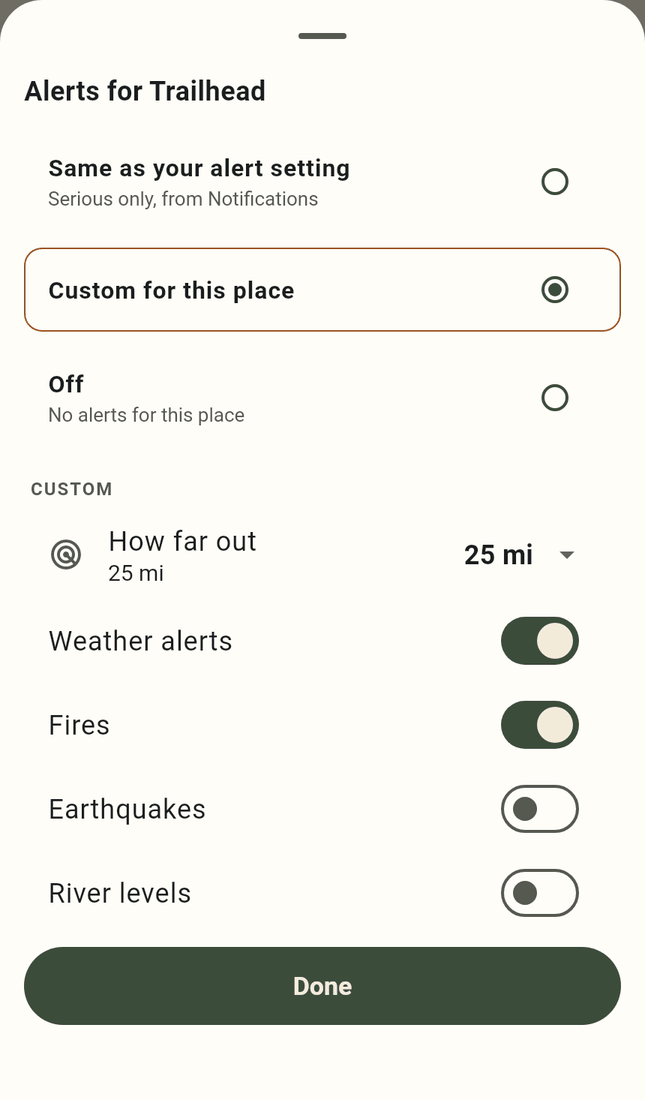 Alerts for Trailhead
Same as your alert setting
Serious only, from Notifications
Custom for this place
Off
No alerts for this place
CUSTOM
How far out
25 mi
25 mi
Weather alerts
Fires
Earthquakes
River levels
Done